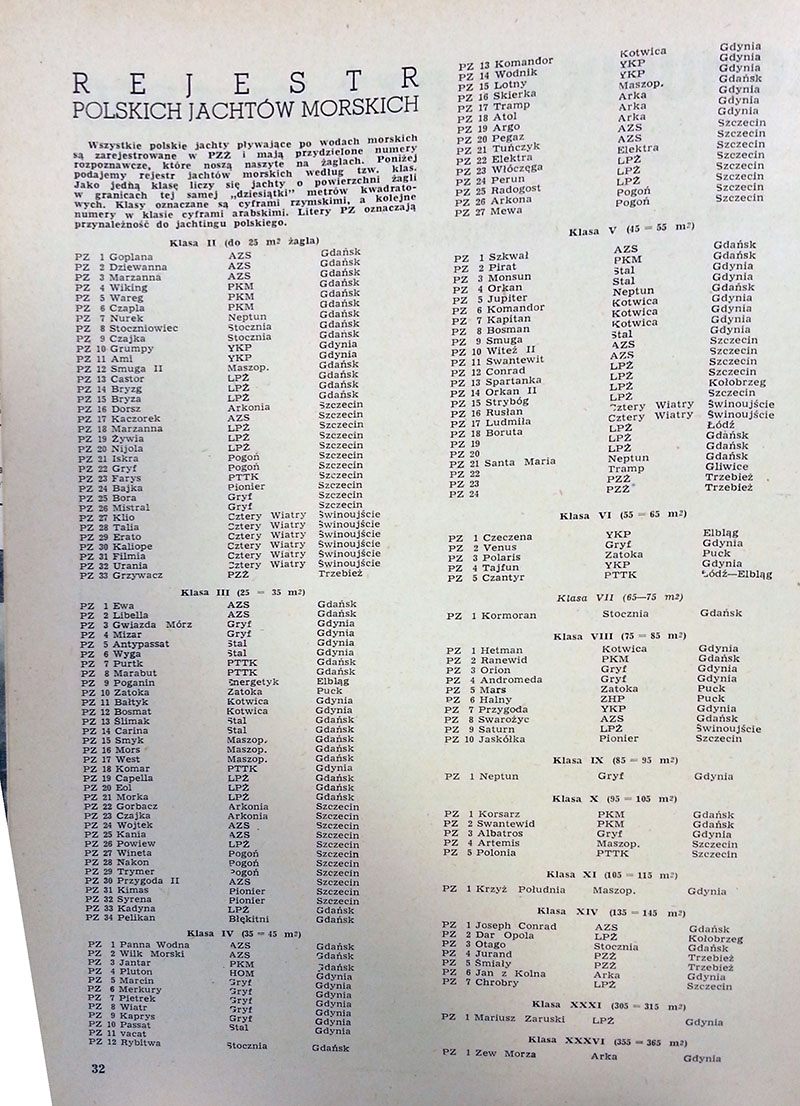 REJESTR
POLSKICH JACHTÓW MORSKICH
Wszystkie polskie jachty pływające po wodach morskich
są zarejestrowane w PZŻ i mają przydzielone numery
rozpoznawcze, które noszą naszyte na żaglach. Poniżej
podajemy rejestr jachtów morskich według tzw. klas.
Jako jedną klasę liczy się jachty o powierzchni żagli
w granicach tej samej „dziesiątki" metrów kwadrato-
wych. Klasy oznaczane są cyframi rzymskimi, a kolejne
numery w klasie cyframi arabskimi. Litery PZ oznaczają
przynależność do jachtingu polskiego.
Klasa II (do 25 m² żagla)
PZ 1 Goplana AZS Gdańsk
PZ 2 Dziewanna AZS Gdańsk
PZ 3 Marzanna AZS Gdańsk
PZ 4 Wiking PKM Gdańsk
PZ 5 Wareg PKM Gdańsk
PZ 6 Czapla PKM Gdańsk
PZ 7 Nurek Neptun Gdańsk
PZ 8 Stoczniowiec Stocznia Gdańsk
PZ 9 Czajka Stocznia Gdańsk
PZ 10 Grumpy YKP Gdynia
PZ 11 Ami YKP Gdynia
PZ 12 Smuga II Maszop. Gdańsk
PZ 13 Castor LPŻ Gdańsk
PZ 14 Bryzg LPŻ Gdańsk
PZ 15 Bryza LPŻ Gdańsk
PZ 16 Dorsz Arkonia Szczecin
PZ 17 Kaczorek AZS Szczecin
PZ 18 Marzanna LPŻ Szczecin
PZ 19 Żywia LPŻ Szczecin
PZ 20 Nijola LPŻ Szczecin
PZ 21 Iskra Pogoń Szczecin
PZ 22 Gryf Pogoń Szczecin
PZ 23 Farys PTTK Szczecin
PZ 24 Bajka Pionier Szczecin
PZ 25 Bora Gryf Szczecin
PZ 26 Mistral Gryf Szczecin
PZ 27 Klio Cztery Wiatry Świnoujście
PZ 28 Talia Cztery Wiatry Świnoujście
PZ 29 Erato Cztery Wiatry Świnoujście
PZ 30 Kaliope Cztery Wiatry Świnoujście
PZ 31 Filmia Cztery Wiatry Świnoujście
PZ 32 Urania Cztery Wiatry Świnoujście
PZ 33 Grzywacz PZŻ Trzebież
Klasa III (25 = 35 m²)
PZ 1 Ewa AZS Gdańsk
PZ 2 Libella AZS Gdańsk
PZ 3 Gwiazda Mórz Gryf Gdynia
PZ 4 Mizar Gryf Gdynia
PZ 5 Antypassat Stal Gdynia
PZ 6 Wyga Stal Gdynia
PZ 7 Purtk PTTK Gdańsk
PZ 8 Marabut PTTK Gdańsk
PZ 9 Poganin Energetyk Elbląg
PZ 10 Zatoka Zatoka Puck
PZ 11 Bałtyk Kotwica Gdynia
PZ 12 Bosmat Kotwica Gdynia
PZ 13 Ślimak Stal Gdańsk
PZ 14 Carina Stal Gdańsk
PZ 15 Smyk Maszop. Gdańsk
PZ 16 Mors Maszop. Gdańsk
PZ 17 West Maszop. Gdańsk
PZ 18 Komar PTTK Gdynia
PZ 19 Capella LPŻ Gdańsk
PZ 20 Eol LPŻ Gdańsk
PZ 21 Morka LPŻ Gdańsk
PZ 22 Gorbacz Arkonia Szczecin
PZ 23 Czajka Arkonia Szczecin
PZ 24 Wojtek AZS Szczecin
PZ 25 Kania AZS Szczecin
PZ 26 Powiew LPŻ Szczecin
PZ 27 Wineta Pogoń Szczecin
PZ 28 Nakon Pogoń Szczecin
PZ 29 Trymer Pogoń Szczecin
PZ 30 Przygoda II AZS Szczecin
PZ 31 Kimas Pionier Szczecin
PZ 32 Syrena Pionier Szczecin
PZ 33 Kadyna LPŻ Gdańsk
PZ 34 Pelikan Błękitni Gdańsk
Klasa IV (35 = 45 m²)
PZ 1 Panna Wodna AZS Gdańsk
PZ 2 Wilk Morski AZS Gdańsk
PZ 3 Jantar PKM Gdańsk
PZ 4 Pluton HOM Gdynia
PZ 5 Marcin Gryf Gdynia
PZ 6 Merkury Gryf Gdynia
PZ 7 Pietrek Gryf Gdynia
PZ 8 Wiatr Gryf Gdynia
PZ 9 Kaprys Gryf Gdynia
PZ 10 Passat Stal Gdynia
PZ 11 vacat
PZ 12 Rybitwa Stocznia Gdańsk
32
PZ 13 Komandor Kotwica Gdynia
PZ 14 Wodnik YKP Gdynia
PZ 15 Lotny YKP Gdynia
PZ 16 Skierka Maszop. Gdańsk
PZ 17 Tramp Arka Gdynia
PZ 18 Atol Arka Gdynia
PZ 19 Argo Arka Gdynia
PZ 20 Pegaz AZS Szczecin
PZ 21 Tuńczyk AZS Szczecin
PZ 22 Elektra Elektra Szczecin
PZ 23 Włóczęga LPŻ Szczecin
PZ 24 Perun LPŻ Szczecin
PZ 25 Radogost LPŻ Szczecin
PZ 26 Arkona Pogoń Szczecin
PZ 27 Mewa Pogoń Szczecin
Klasa V (45 = 55 m²)
PZ 1 Szkwał AZS Gdańsk
PZ 2 Pirat PKM Gdańsk
PZ 3 Monsun Stal Gdynia
PZ 4 Orkan Stal Gdynia
PZ 5 Jupiter Neptun Gdańsk
PZ 6 Komandor Kotwica Gdynia
PZ 7 Kapitan Kotwica Gdynia
PZ 8 Bosman Kotwica Gdynia
PZ 9 Smuga Stal Gdynia
PZ 10 Witeź II AZS Szczecin
PZ 11 Swantewit AZS Szczecin
PZ 12 Conrad LPŻ Szczecin
PZ 13 Spartanka LPŻ Szczecin
PZ 14 Orkan II LPŻ Kołobrzeg
PZ 15 Strybóg LPŻ Szczecin
PZ 16 Rusłan Cztery Wiatry Świnoujście
PZ 17 Ludmiła Cztery Wiatry Świnoujście
PZ 18 Boruta LPŻ Łódź
PZ 19 LPŻ Gdańsk
PZ 20 LPŻ Gdańsk
PZ 21 Santa Maria Neptun Gdańsk
PZ 22 Tramp Gliwice
PZ 23 PZŻ Trzebież
PZ 24 PZŻ Trzebież
Klasa VI (55 = 65 m²)
PZ 1 Czeczena YKP Elbląg
PZ 2 Venus Gryf Gdynia
PZ 3 Polaris Zatoka Puck
PZ 4 Tajfun YKP Gdynia
PZ 5 Czantyr PTTK Łódź—Elbląg
Klasa VII (65—75 m²)
PZ 1 Kormoran Stocznia Gdańsk
Klasa VIII (75 = 85 m²)
PZ 1 Hetman Kotwica Gdynia
PZ 2 Ranewid PKM Gdańsk
PZ 3 Orion Gryf Gdynia
PZ 4 Andromeda Gryf Gdynia
PZ 5 Mars Zatoka Puck
PZ 6 Halny ZHP Puck
PZ 7 Przygoda YKP Gdynia
PZ 8 Swarożyc AZS Gdańsk
PZ 9 Saturn LPŻ Świnoujście
PZ 10 Jaskółka Pionier Szczecin
Klasa IX (85 = 95 m²)
PZ 1 Neptun Gryf Gdynia
Klasa X (95 = 105 m²)
PZ 1 Korsarz PKM Gdańsk
PZ 2 Swantewid PKM Gdańsk
PZ 3 Albatros Gryf Gdynia
PZ 4 Artemis Maszop. Szczecin
PZ 5 Polonia PTTK Szczecin
Klasa XI (105 = 115 m²)
PZ 1 Krzyż Południa Maszop. Gdynia
Klasa XIV (135 = 145 m²)
PZ 1 Joseph Conrad AZS Gdańsk
PZ 2 Dar Opola LPŻ Kołobrzeg
PZ 3 Otago Stocznia Gdańsk
PZ 4 Jurand PZŻ Trzebież
PZ 5 Śmiały PZŻ Trzebież
PZ 6 Jan z Kolna Arka Gdynia
PZ 7 Chrobry LPŻ Szczecin
Klasa XXXI (305 = 315 m²)
PZ 1 Mariusz Zaruski LPŻ Gdynia
Klasa XXXVI (355 = 365 m²)
PZ 1 Zew Morza Arka Gdynia